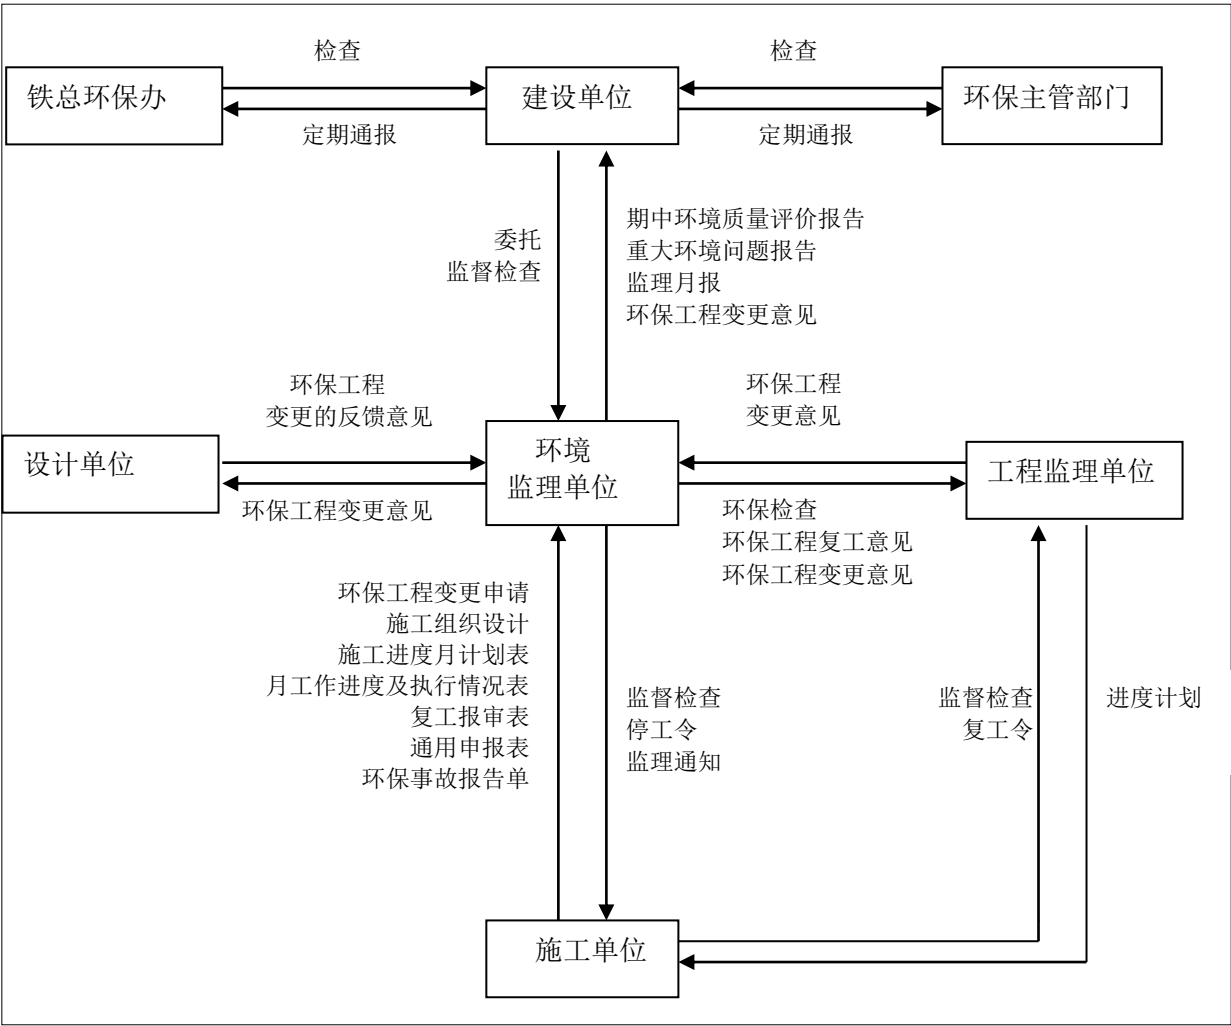 检查
检查
铁总环保办
建设单位
环保主管部门
定期通报
定期通报
委托
监督检查
期中环境质量评价报告
重大环境问题报告
监理月报
环保工程变更意见
环保工程
变更的反馈意见
环保工程
变更意见
设计单位
环境
监理单位
工程监理单位
环保工程变更意见
环保检查
环保工程复工意见
环保工程变更意见
环保工程变更申请
施工组织设计
施工进度月计划表
月工作进度及执行情况表
复工报审表
通用申报表
环保事故报告单
监督检查
停工令
监理通知
监督检查
复工令
进度计划
施工单位